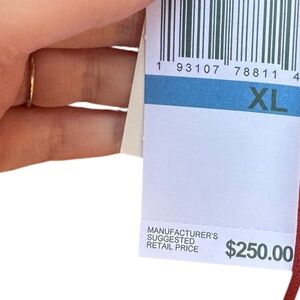 1 93107 78811 4
XL
MANUFACTURER'S
SUGGESTED
RETAIL PRICE
$250.00